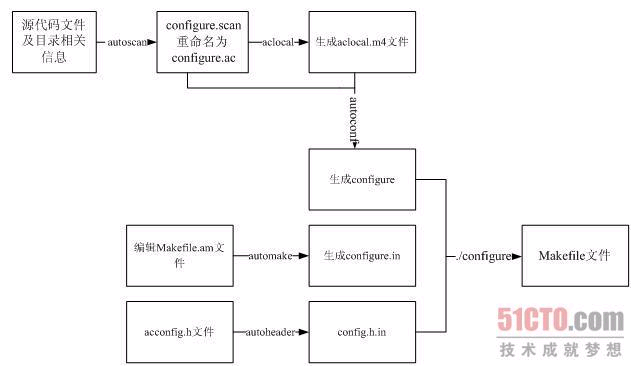 源代码文件
及目录相关
信息
autoscan
configure.scan
重命名为
configure.ac
aclocal
生成aclocal.m4文件
autoconf
生成configure
编辑Makefile.am文
件
automake
生成configure.in
./configure
Makefile文件
acconfig.h文件
autoheader
config.h.in
51CTO.com
技术成就梦想